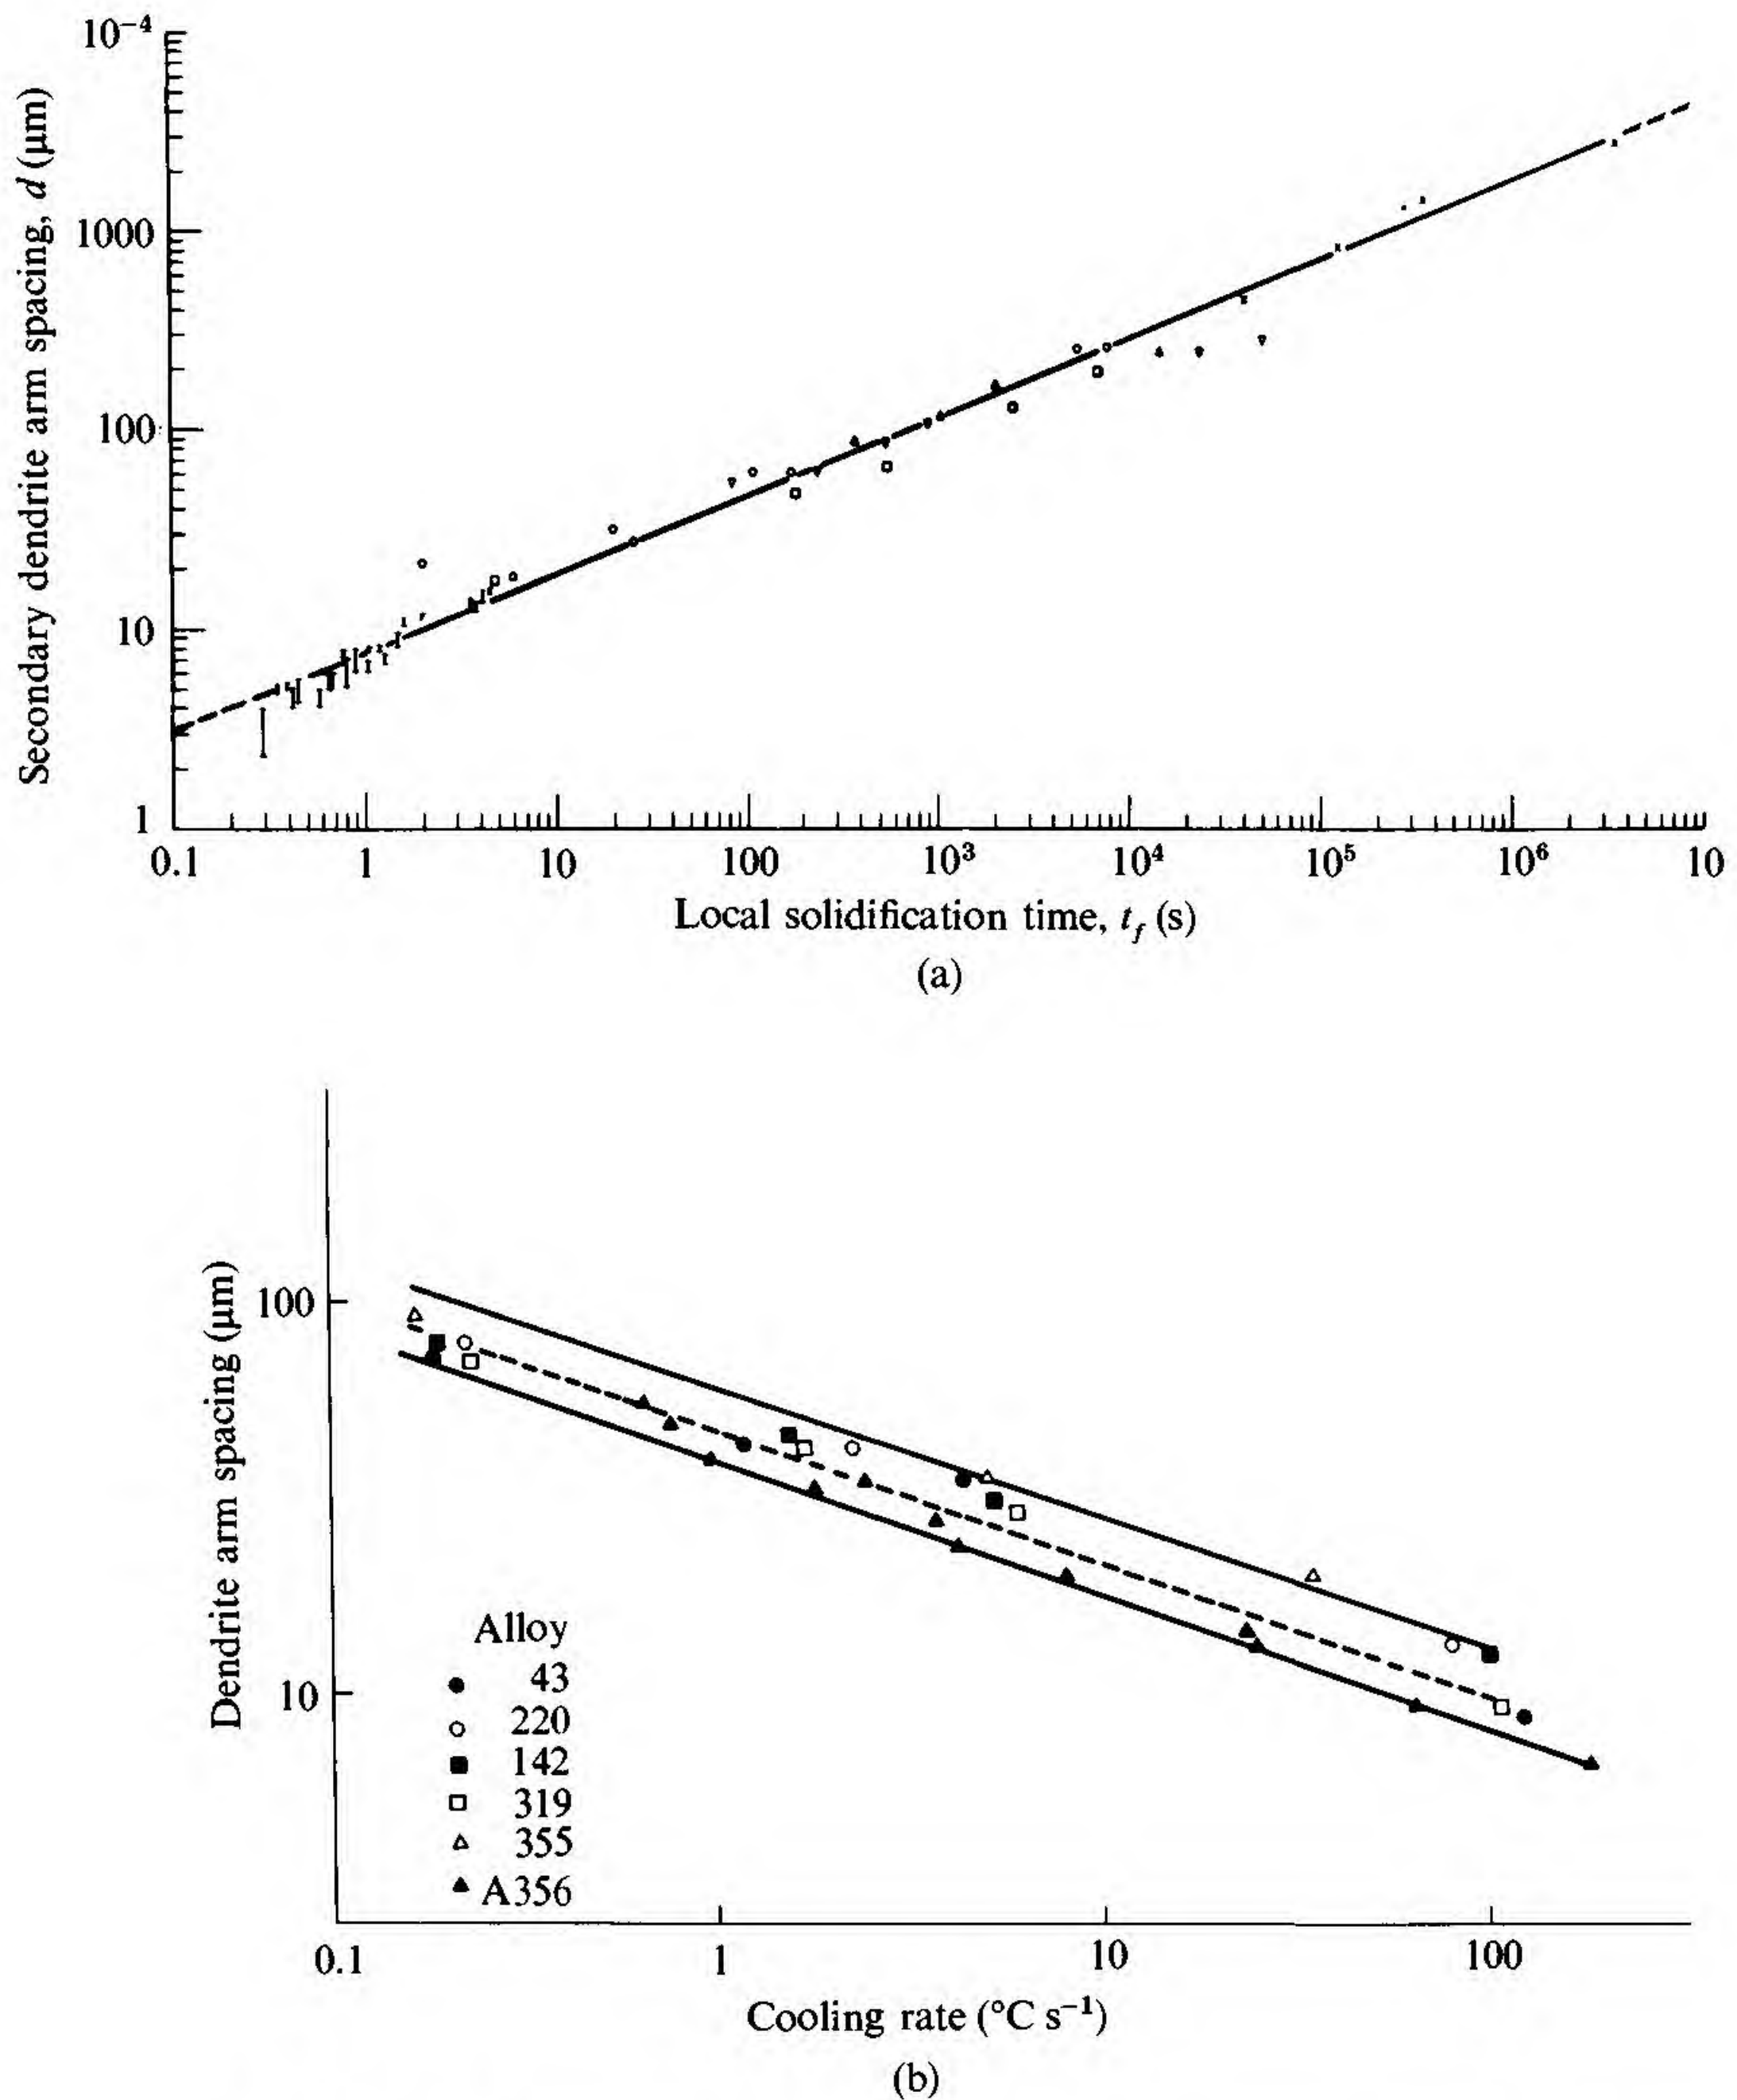 10⁻⁴
1000
100
10
1
Secondary dendrite arm spacing, d (μm)
0.1 1 10 100 10³ 10⁴ 10⁵ 10⁶ 10
Local solidification time, t_f (s)
(a)
100
10
Dendrite arm spacing (μm)
Alloy
43
220
142
319
355
A356
0.1 1 10 100
Cooling rate (°C s⁻¹)
(b)